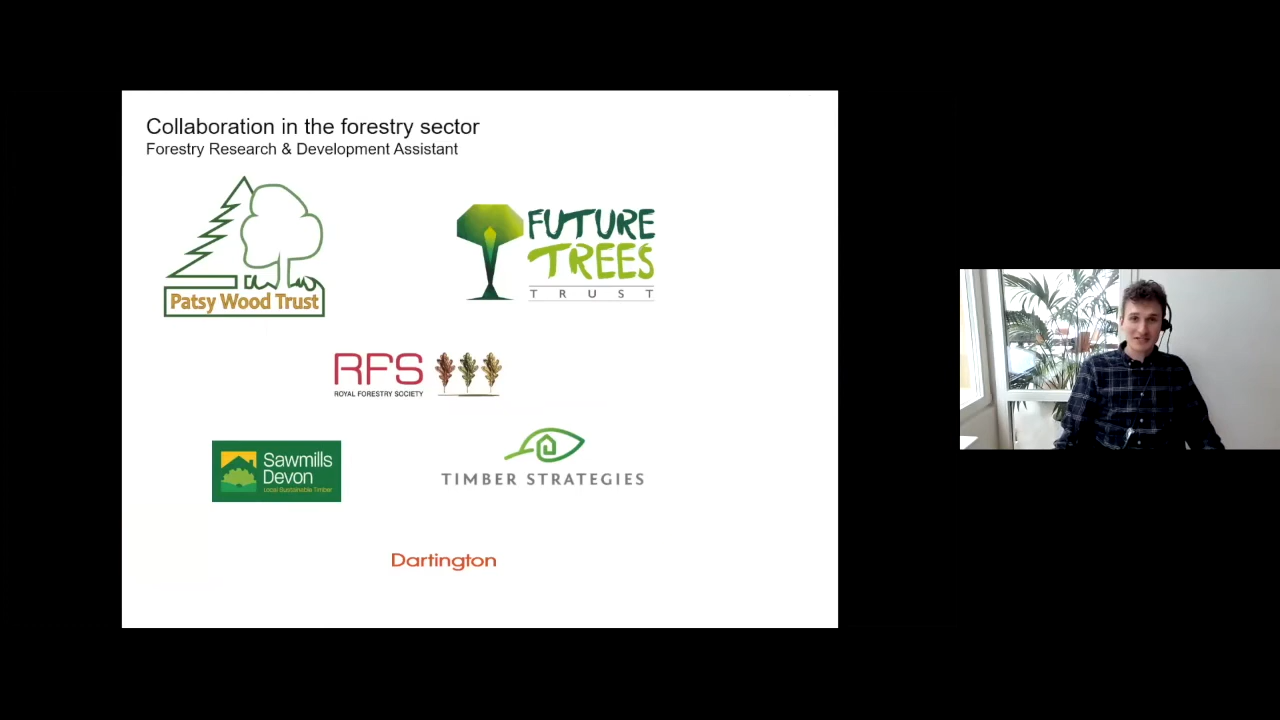 Collaboration in the forestry sector
Forestry Research & Development Assistant
Patsy Wood Trust
FUTURE
TREES
TRUST
RFS
ROYAL FORESTRY SOCIETY
Sawmills
Devon
Local Sustainable Timber
TIMBER STRATEGIES
Dartington